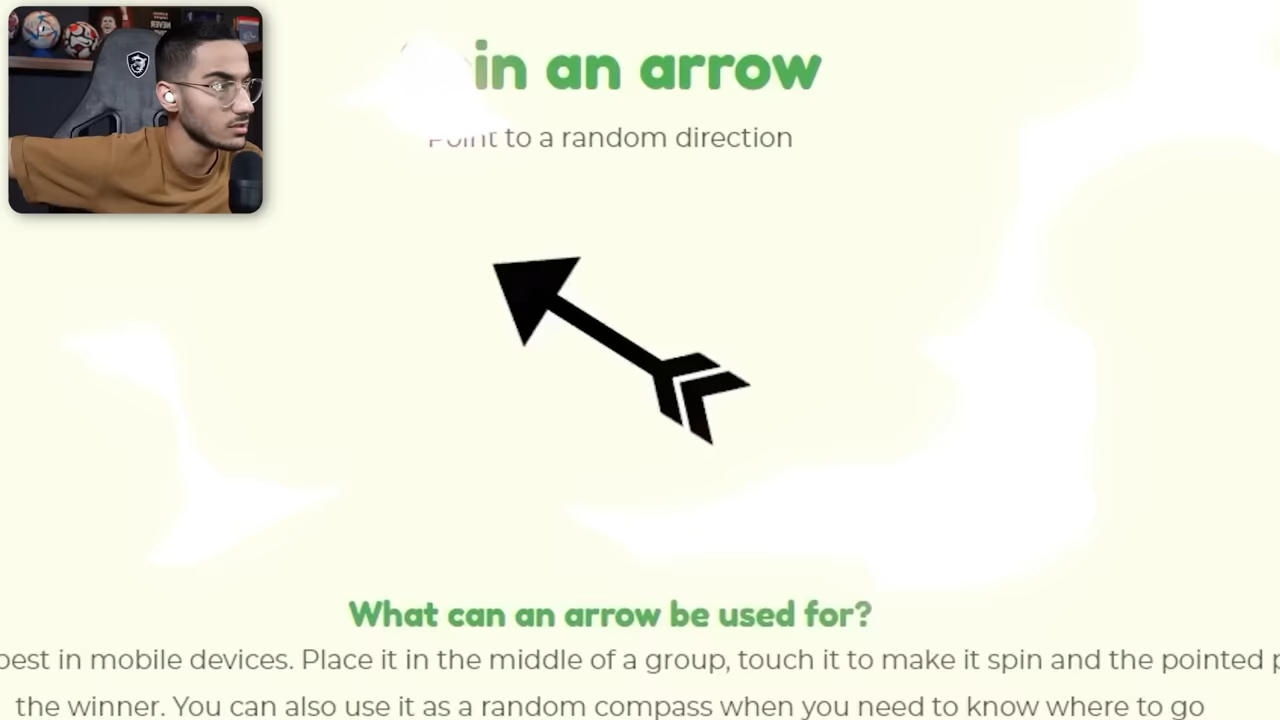 in an arrow
Point to a random direction
What can an arrow be used for?
best in mobile devices. Place it in the middle of a group, touch it to make it spin and the pointed
the winner. You can also use it as a random compass when you need to know where to go